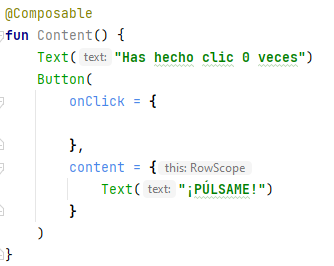 @Composable
fun Content() {
    Text( text: "Has hecho clic 0 veces")
    Button(
        onClick = {

        },
        content = { this: RowScope
            Text( text: "¡PÚLSAME!")
        }
    )
}